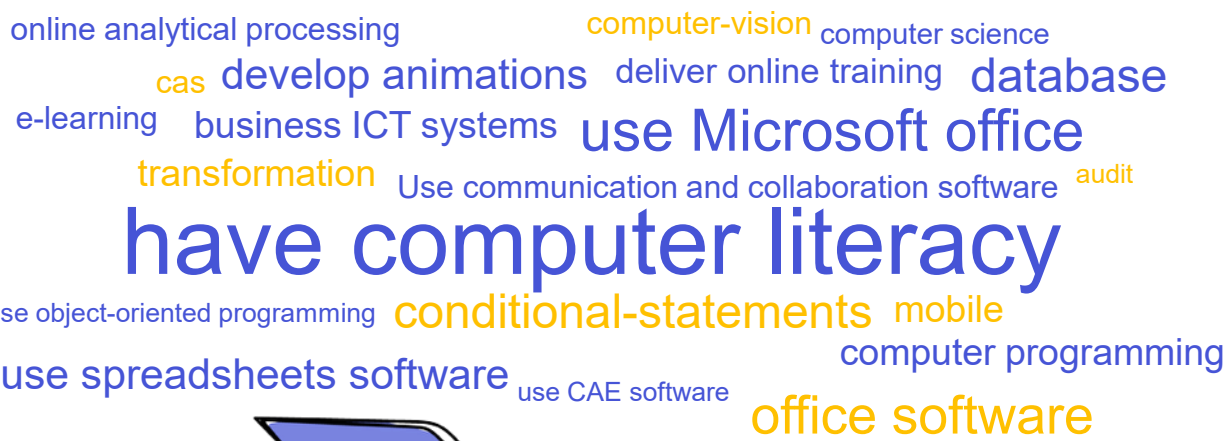 online analytical processing computer-vision computer science
cas develop animations deliver online training database
e-learning business ICT systems use Microsoft office
transformation Use communication and collaboration software audit
have computer literacy
se object-oriented programming conditional-statements mobile
computer programming
use spreadsheets software use CAE software
office software